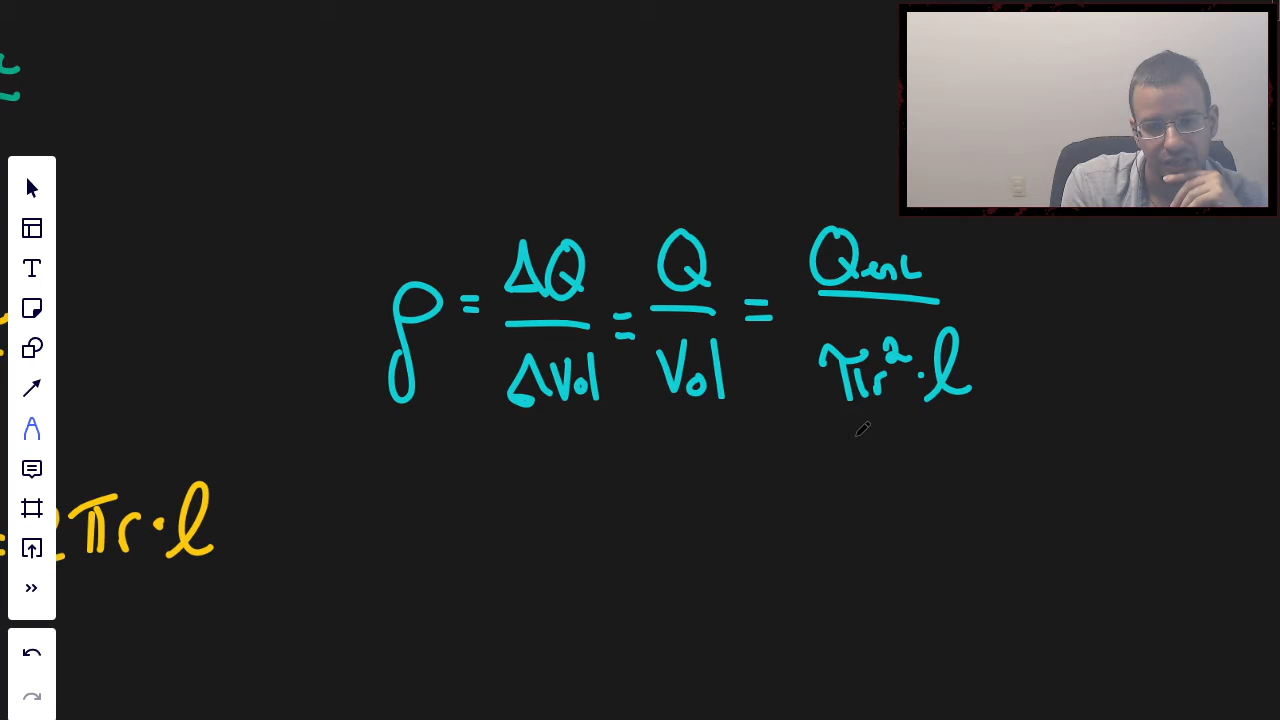 ρ = ΔQ/ΔVol = Q/Vol = Qenc/πr²·l
= 2πr·l